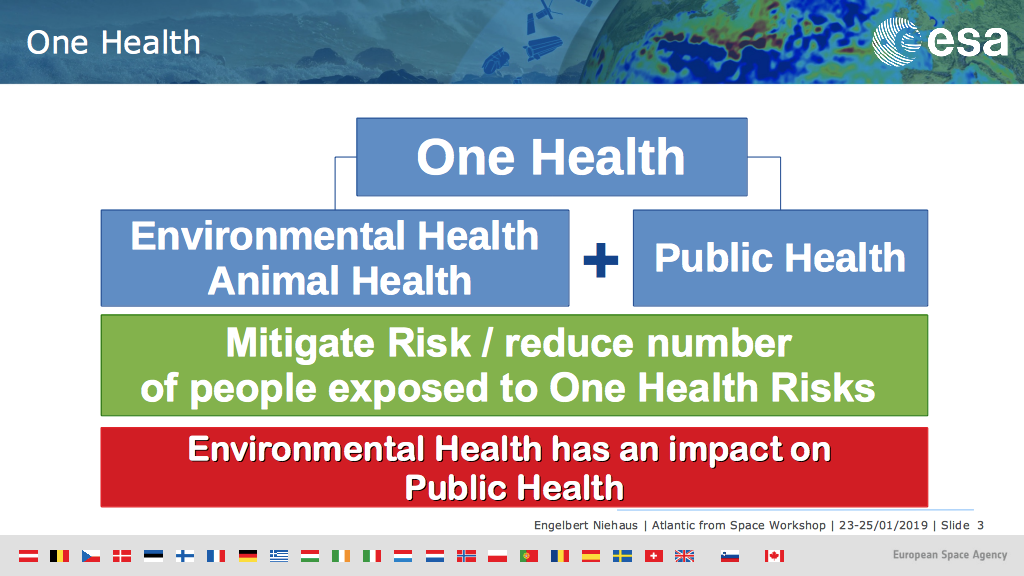 One Health
esa
One Health
Environmental Health
Animal Health
+
Public Health
Mitigate Risk / reduce number
of people exposed to One Health Risks
Environmental Health has an impact on
Public Health
Engelbert Niehaus | Atlantic from Space Workshop | 23-25/01/2019 | Slide 3
European Space Agency